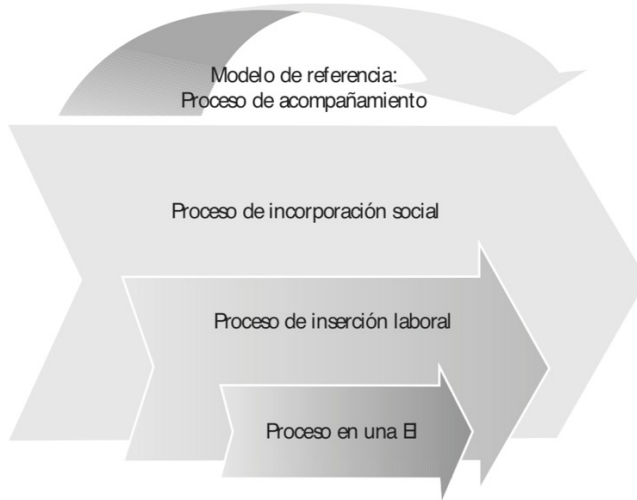 Modelo de referencia:
Proceso de acompañamiento
Proceso de incorporación social
Proceso de inserción laboral
Proceso en una EI